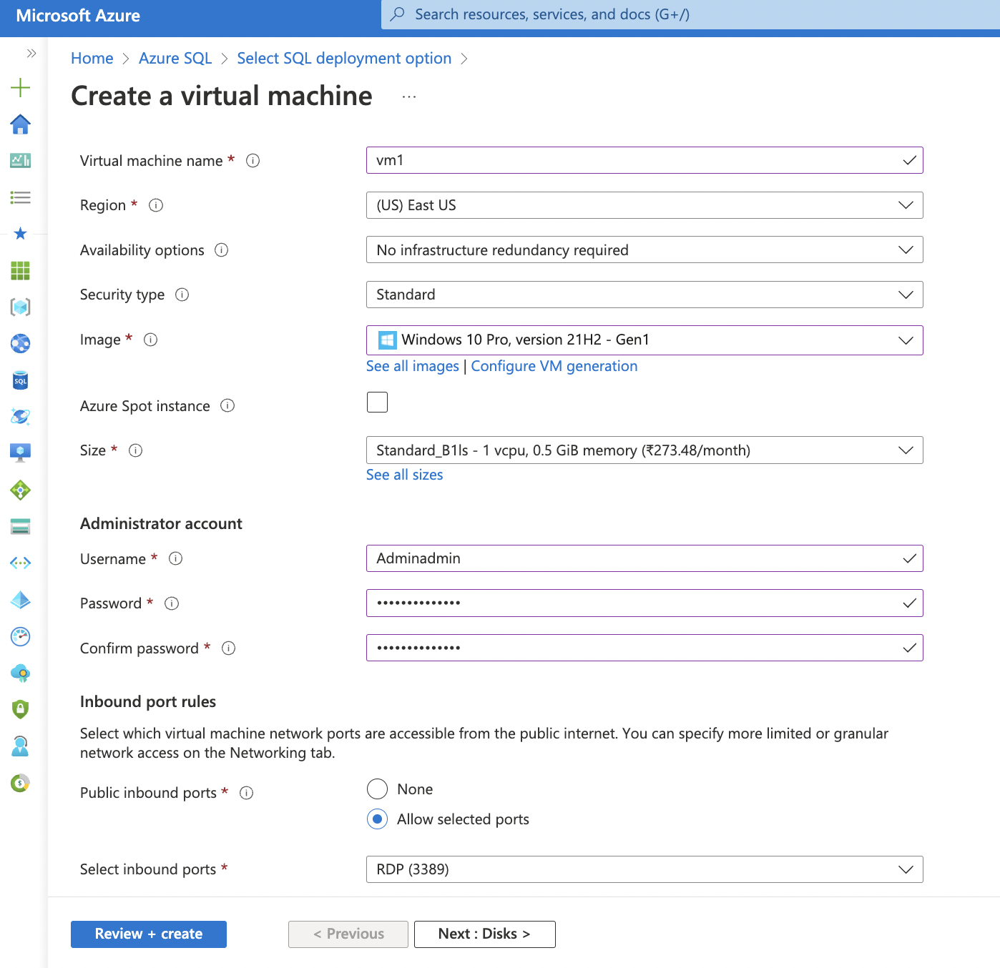 Microsoft Azure
Search resources, services, and docs (G+/)
Home > Azure SQL > Select SQL deployment option >
Create a virtual machine ...
Virtual machine name * vm1
Region * (US) East US
Availability options No infrastructure redundancy required
Security type Standard
Image * Windows 10 Pro, version 21H2 - Gen1
See all images | Configure VM generation
Azure Spot instance
Size * Standard_B1ls - 1 vcpu, 0.5 GiB memory (₹273.48/month)
See all sizes
Administrator account
Username * Adminadmin
Password * ••••••••••••••
Confirm password * ••••••••••••••
Inbound port rules
Select which virtual machine network ports are accessible from the public internet. You can specify more limited or granular
network access on the Networking tab.
Public inbound ports * None
Allow selected ports
Select inbound ports * RDP (3389)
Review + create
< Previous
Next : Disks >
SQL